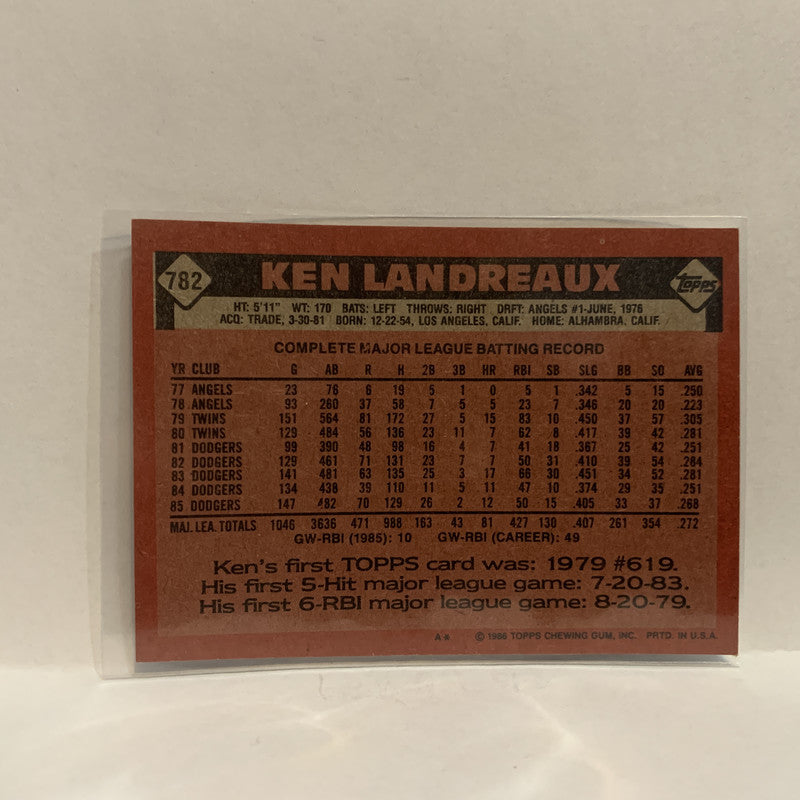 782 KEN LANDREAUX TOPPS
HT: 5'11" WT: 170 BATS: LEFT THROWS: RIGHT DRFT: ANGELS #1-JUNE, 1976
ACQ: TRADE, 3-30-81 BORN: 12-22-54, LOS ANGELES, CALIF. HOME: ALHAMBRA, CALIF.
COMPLETE MAJOR LEAGUE BATTING RECORD
YR CLUB G AB R H 2B 3B HR RBI SB SLG BB SO AVG
77 ANGELS 23 76 6 19 5 1 0 5 1 .342 5 15 .250
78 ANGELS 93 260 37 58 7 5 5 23 7 .346 20 20 .223
79 TWINS 151 564 81 172 27 5 15 83 10 .450 37 57 .305
80 TWINS 129 484 56 136 23 11 7 62 8 .417 39 42 .281
81 DODGERS 99 390 48 98 16 4 7 41 18 .367 25 42 .251
82 DODGERS 129 461 71 131 23 7 7 50 31 .410 39 54 .284
83 DODGERS 141 481 63 135 25 3 17 66 30 .451 34 52 .281
84 DODGERS 134 438 39 110 11 5 11 47 10 .374 29 35 .251
85 DODGERS 147 482 70 129 26 2 12 50 15 .405 33 37 .268
MAJ. LEA. TOTALS 1046 3636 471 988 163 43 81 427 130 .407 261 354 .272
GW-RBI (1985): 10 GW-RBI (CAREER): 49
Ken's first TOPPS card was: 1979 #619.
His first 5-Hit major league game: 7-20-83.
His first 6-RBI major league game: 8-20-79.
A* © 1986 TOPPS CHEWING GUM, INC. PRTD. IN U.S.A.